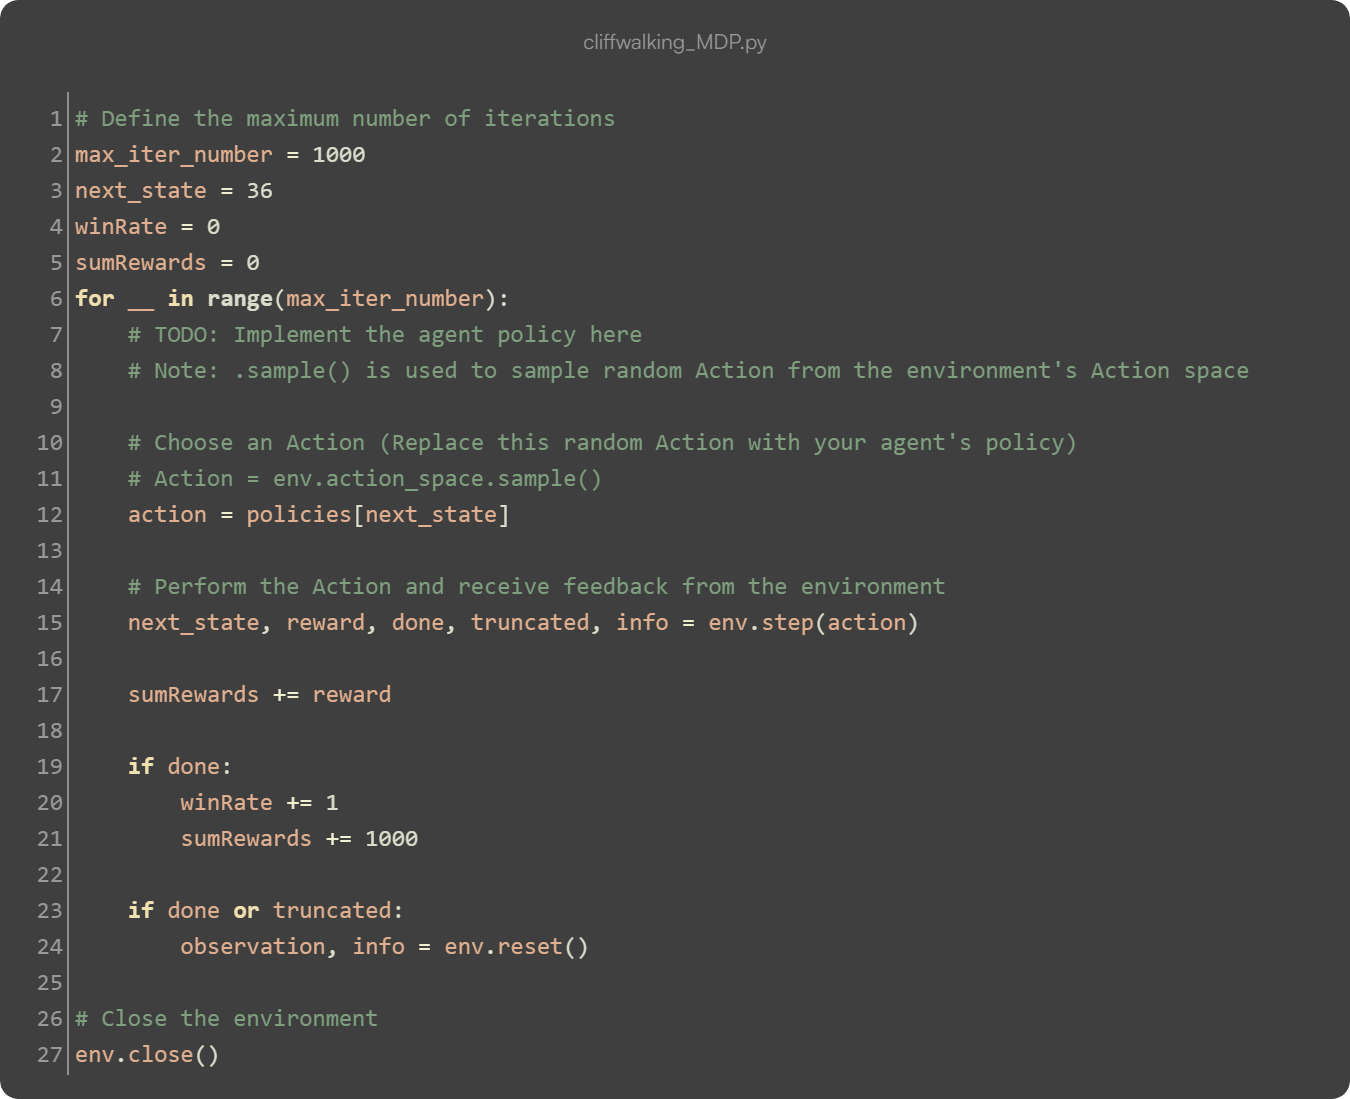 cliffwalking_MDP.py
1 # Define the maximum number of iterations
2 max_iter_number = 1000
3 next_state = 36
4 winRate = 0
5 sumRewards = 0
6 for __ in range(max_iter_number):
7     # TODO: Implement the agent policy here
8     # Note: .sample() is used to sample random Action from the environment's Action space
9
10     # Choose an Action (Replace this random Action with your agent's policy)
11     # Action = env.action_space.sample()
12     action = policies[next_state]
13
14     # Perform the Action and receive feedback from the environment
15     next_state, reward, done, truncated, info = env.step(action)
16
17     sumRewards += reward
18
19     if done:
20         winRate += 1
21         sumRewards += 1000
22
23     if done or truncated:
24         observation, info = env.reset()
25
26 # Close the environment
27 env.close()